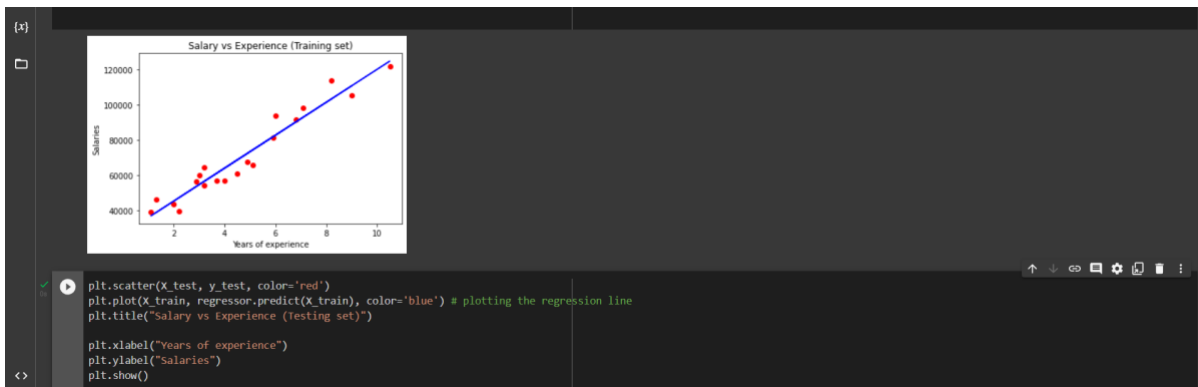 {x}
Salary vs Experience (Training set)
120000
100000
80000
60000
40000
Salaries
2 4 6 8 10
Years of experience
plt.scatter(X_test, y_test, color='red')
plt.plot(X_train, regressor.predict(X_train), color='blue') # plotting the regression line
plt.title("Salary vs Experience (Testing set)")
plt.xlabel("Years of experience")
plt.ylabel("Salaries")
plt.show()
<>